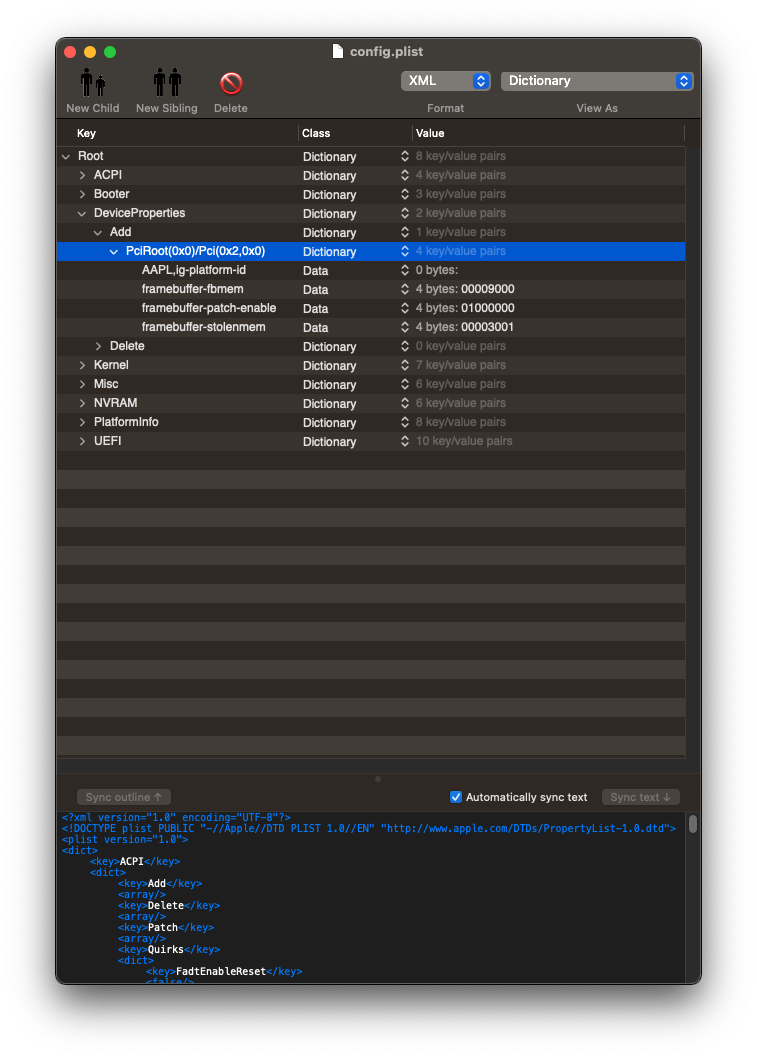 config.plist
XML
Dictionary
New Child New Sibling Delete Format View As
Key Class Value
Root Dictionary 8 key/value pairs
ACPI Dictionary 4 key/value pairs
Booter Dictionary 3 key/value pairs
DeviceProperties Dictionary 2 key/value pairs
Add Dictionary 1 key/value pairs
PciRoot(0x0)/Pci(0x2,0x0) Dictionary 4 key/value pairs
AAPL,ig-platform-id Data 0 bytes:
framebuffer-fbmem Data 4 bytes: 00009000
framebuffer-patch-enable Data 4 bytes: 01000000
framebuffer-stolenmem Data 4 bytes: 00003001
Delete Dictionary 0 key/value pairs
Kernel Dictionary 7 key/value pairs
Misc Dictionary 6 key/value pairs
NVRAM Dictionary 6 key/value pairs
PlatformInfo Dictionary 8 key/value pairs
UEFI Dictionary 10 key/value pairs
Sync outline ↑ Automatically sync text Sync text ↓
<?xml version="1.0" encoding="UTF-8"?>
<!DOCTYPE plist PUBLIC "-//Apple//DTD PLIST 1.0//EN" "http://www.apple.com/DTDs/PropertyList-1.0.dtd">
<plist version="1.0">
<dict>
<key>ACPI</key>
<dict>
<key>Add</key>
<array/>
<key>Delete</key>
<array/>
<key>Patch</key>
<array/>
<key>Quirks</key>
<dict>
<key>FadtEnableReset</key>
<false/>